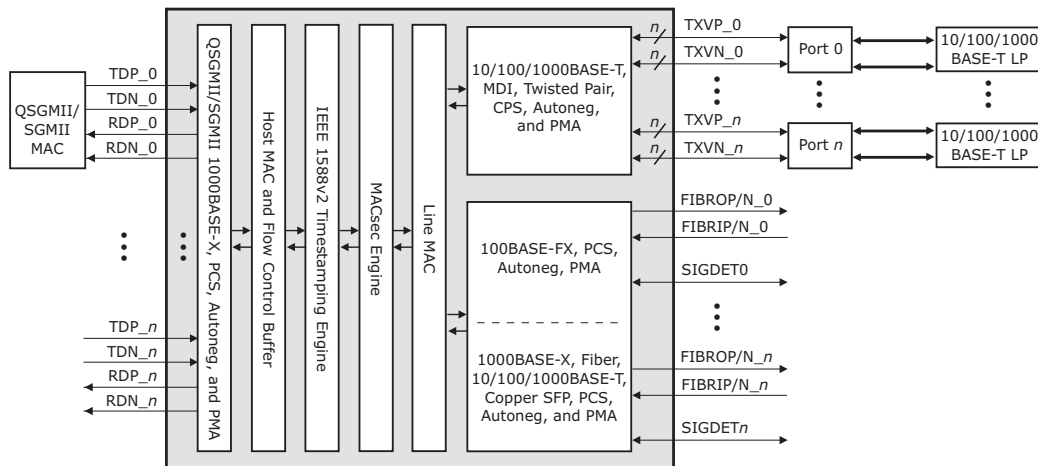 QSGMII/
SGMII
MAC
TDP_0
TDN_0
RDP_0
RDN_0
TDP_n
TDN_n
RDP_n
RDN_n
QSGMII/SGMII 1000BASE-X, PCS, Autoneg, and PMA
Host MAC and Flow Control Buffer
IEEE 1588v2 Timestamping Engine
MACsec Engine
Line MAC
10/100/1000BASE-T,
MDI, Twisted Pair,
CPS, Autoneg,
and PMA
100BASE-FX, PCS,
Autoneg, PMA
1000BASE-X, Fiber,
10/100/1000BASE-T,
Copper SFP, PCS,
Autoneg, and PMA
n TXVP_0
n TXVN_0
n TXVP_n
n TXVN_n
Port 0
Port n
10/100/1000
BASE-T LP
10/100/1000
BASE-T LP
FIBROP/N_0
FIBRIP/N_0
SIGDET0
FIBROP/N_n
FIBRIP/N_n
SIGDETn